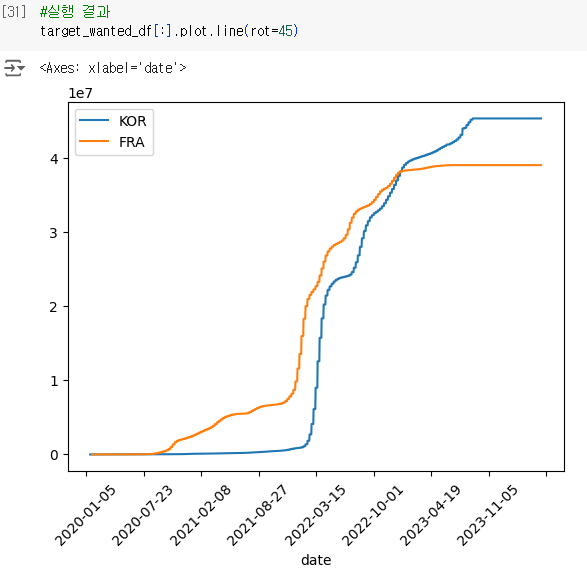 [31] #실행 결과
target_wanted_df[:].plot.line(rot=45)
<Axes: xlabel='date'>
1e7
KOR
FRA
4
3
2
1
0
2020-01-05
2020-07-23
2021-02-08
2021-08-27
2022-03-15
2022-10-01
2023-04-19
2023-11-05
date